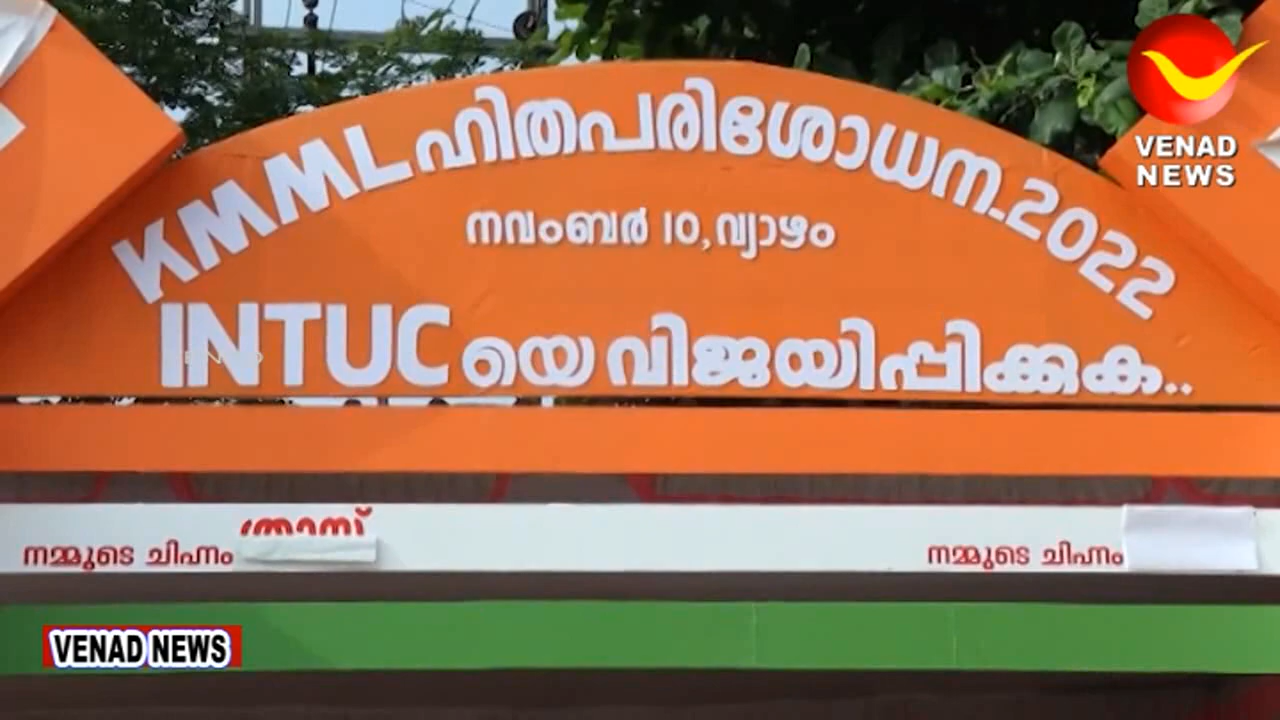 VENAD
NEWS
KMML ഹിതപരിശോധന-2022
നവംബർ 10, വ്യാഴം
INTUC യെ വിജയിപ്പിക്കുക..
നമ്മുടെ ചിഹ്നം
നമ്മുടെ ചിഹ്നം
VENAD NEWS